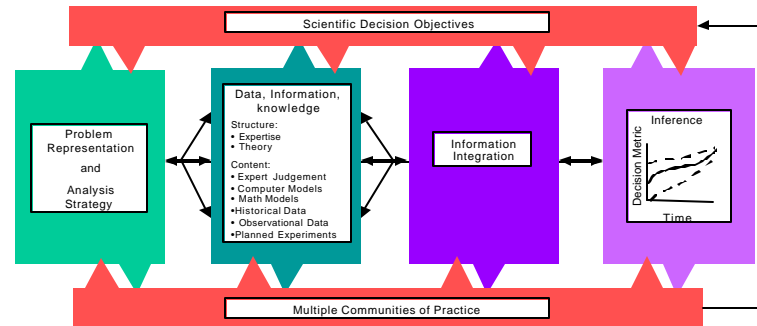 Scientific Decision Objectives
Problem
Representation
and
Analysis
Strategy
Data, Information,
knowledge
Structure:
• Expertise
• Theory
Content:
• Expert Judgement
• Computer Models
• Math Models
•Historical Data
• Observational Data
•Planned Experiments
Information
Integration
Inference
Decision Metric
Time
Multiple Communities of Practice